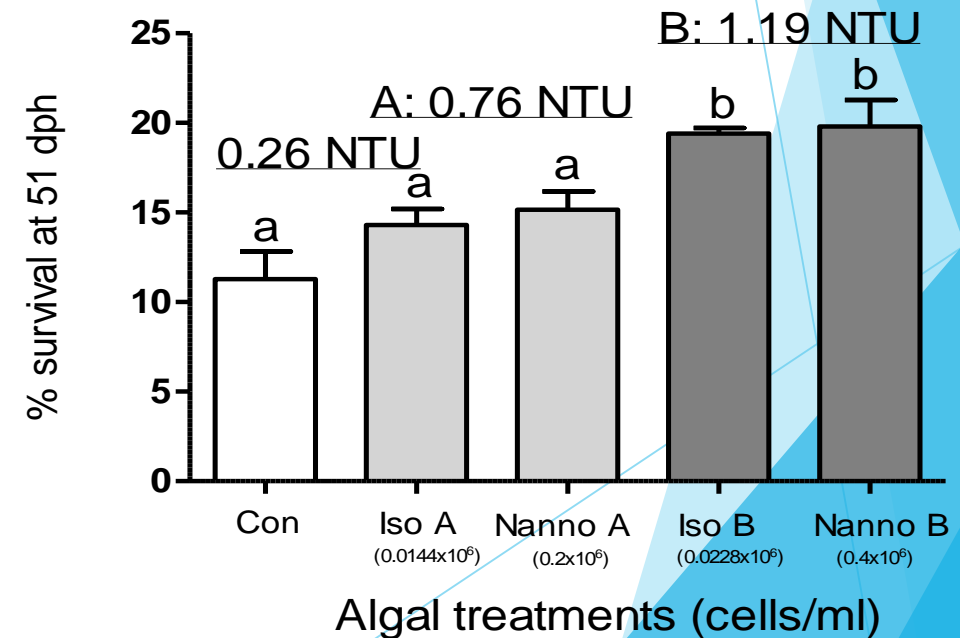 B: 1.19 NTU
A: 0.76 NTU
0.26 NTU
% survival at 51 dph
25
20
15
10
5
0
a
a
a
b
b
Con
Iso A
Nanno A
Iso B
Nanno B
(0.0144x10⁶)
(0.2x10⁶)
(0.0228x10⁶)
(0.4x10⁶)
Algal treatments (cells/ml)